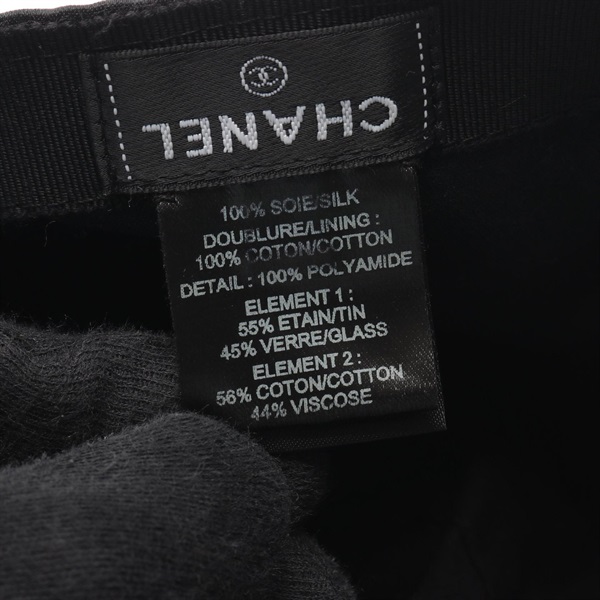 CHANEL
100% SOIE/SILK
DOUBLURE/LINING :
100% COTON/COTTON
DETAIL : 100% POLYAMIDE
ELEMENT 1 :
55% ETAIN/TIN
45% VERRE/GLASS
ELEMENT 2 :
56% COTON/COTTON
44% VISCOSE